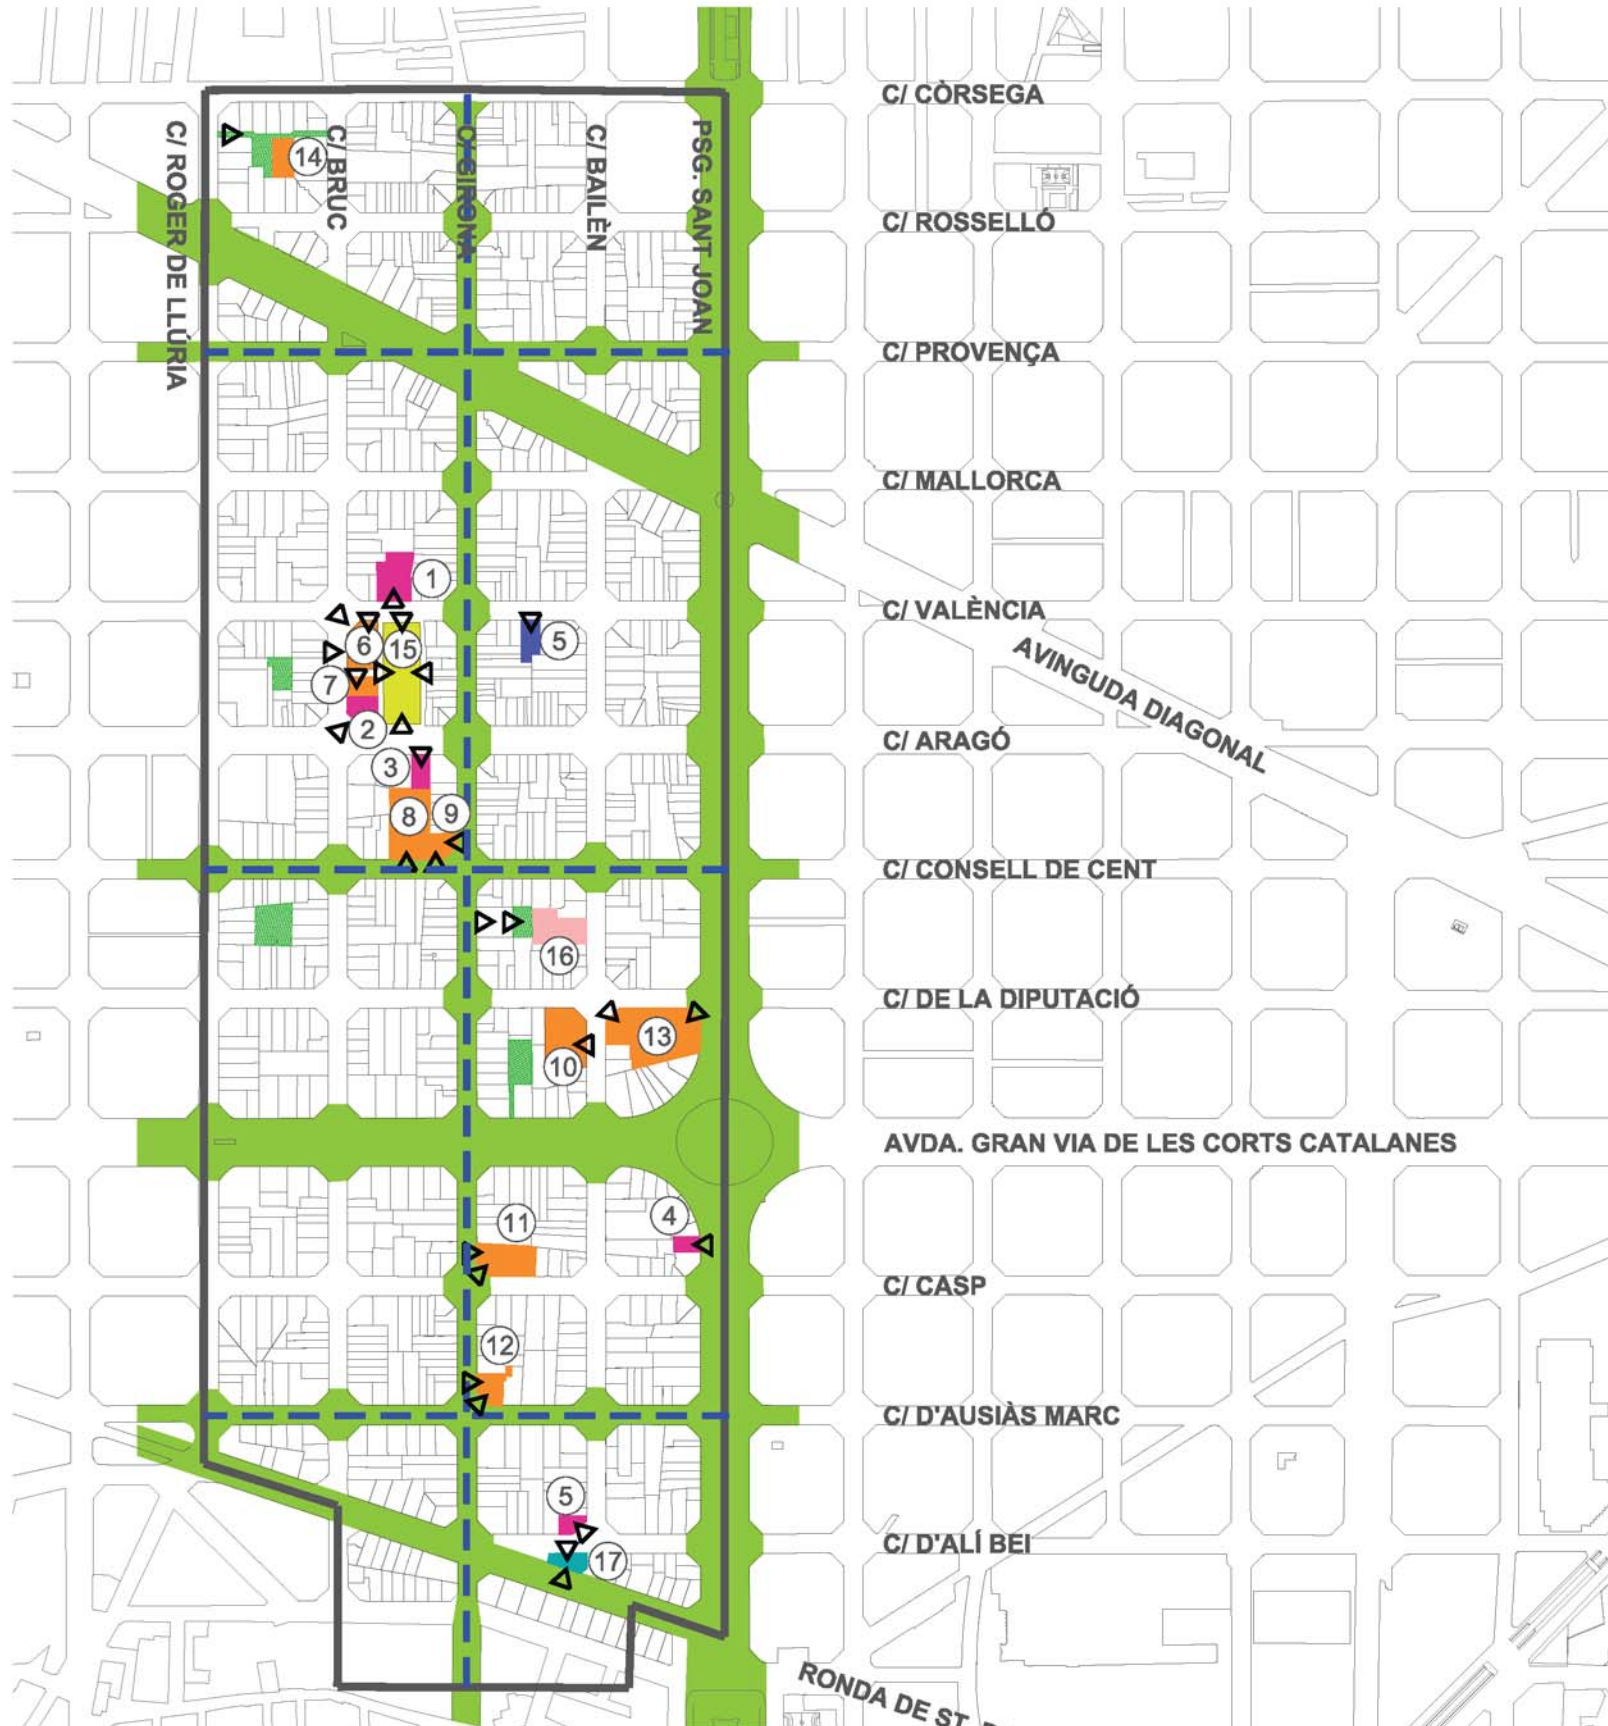 C/ CÒRSEGA
C/ ROGER DE LLÚRIA
C/ BRUC
C/ GIRONA
C/ BAILÈN
PSG. SANT JOAN
14
C/ ROSSELLÓ
C/ PROVENÇA
C/ MALLORCA
1
C/ VALÈNCIA
6
15
5
AVINGUDA DIAGONAL
7
2
C/ ARAGÓ
3
8
9
C/ CONSELL DE CENT
16
C/ DE LA DIPUTACIÓ
13
10
AVDA. GRAN VIA DE LES CORTS CATALANES
11
4
C/ CASP
12
C/ D'AUSIÀS MARC
5
C/ D'ALÍ BEI
17
RONDA DE ST.